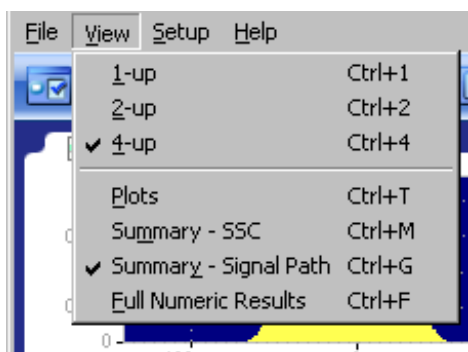 File View Setup Help
1-up Ctrl+1
2-up Ctrl+2
4-up Ctrl+4
Plots Ctrl+T
Summary - SSC Ctrl+M
Summary - Signal Path Ctrl+G
Full Numeric Results Ctrl+F
0